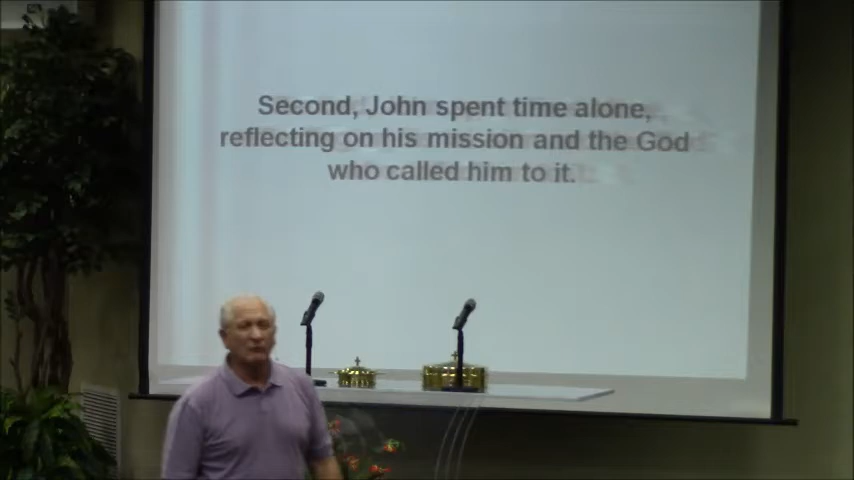 Second, John spent time alone,
reflecting on his mission and the God
who called him to it.